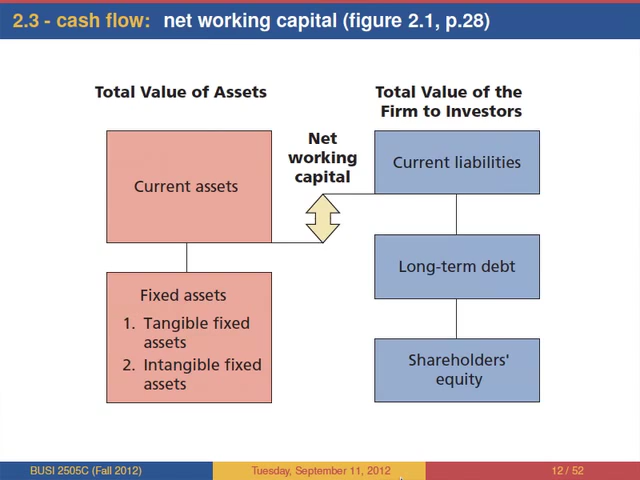 2.3 - cash flow: net working capital (figure 2.1, p.28)
Total Value of Assets
Total Value of the
Firm to Investors
Net
working
capital
Current assets
Current liabilities
Long-term debt
Fixed assets
1. Tangible fixed
assets
2. Intangible fixed
assets
Shareholders'
equity
BUSI 2505C (Fall 2012)
Tuesday, September 11, 2012
12 / 52